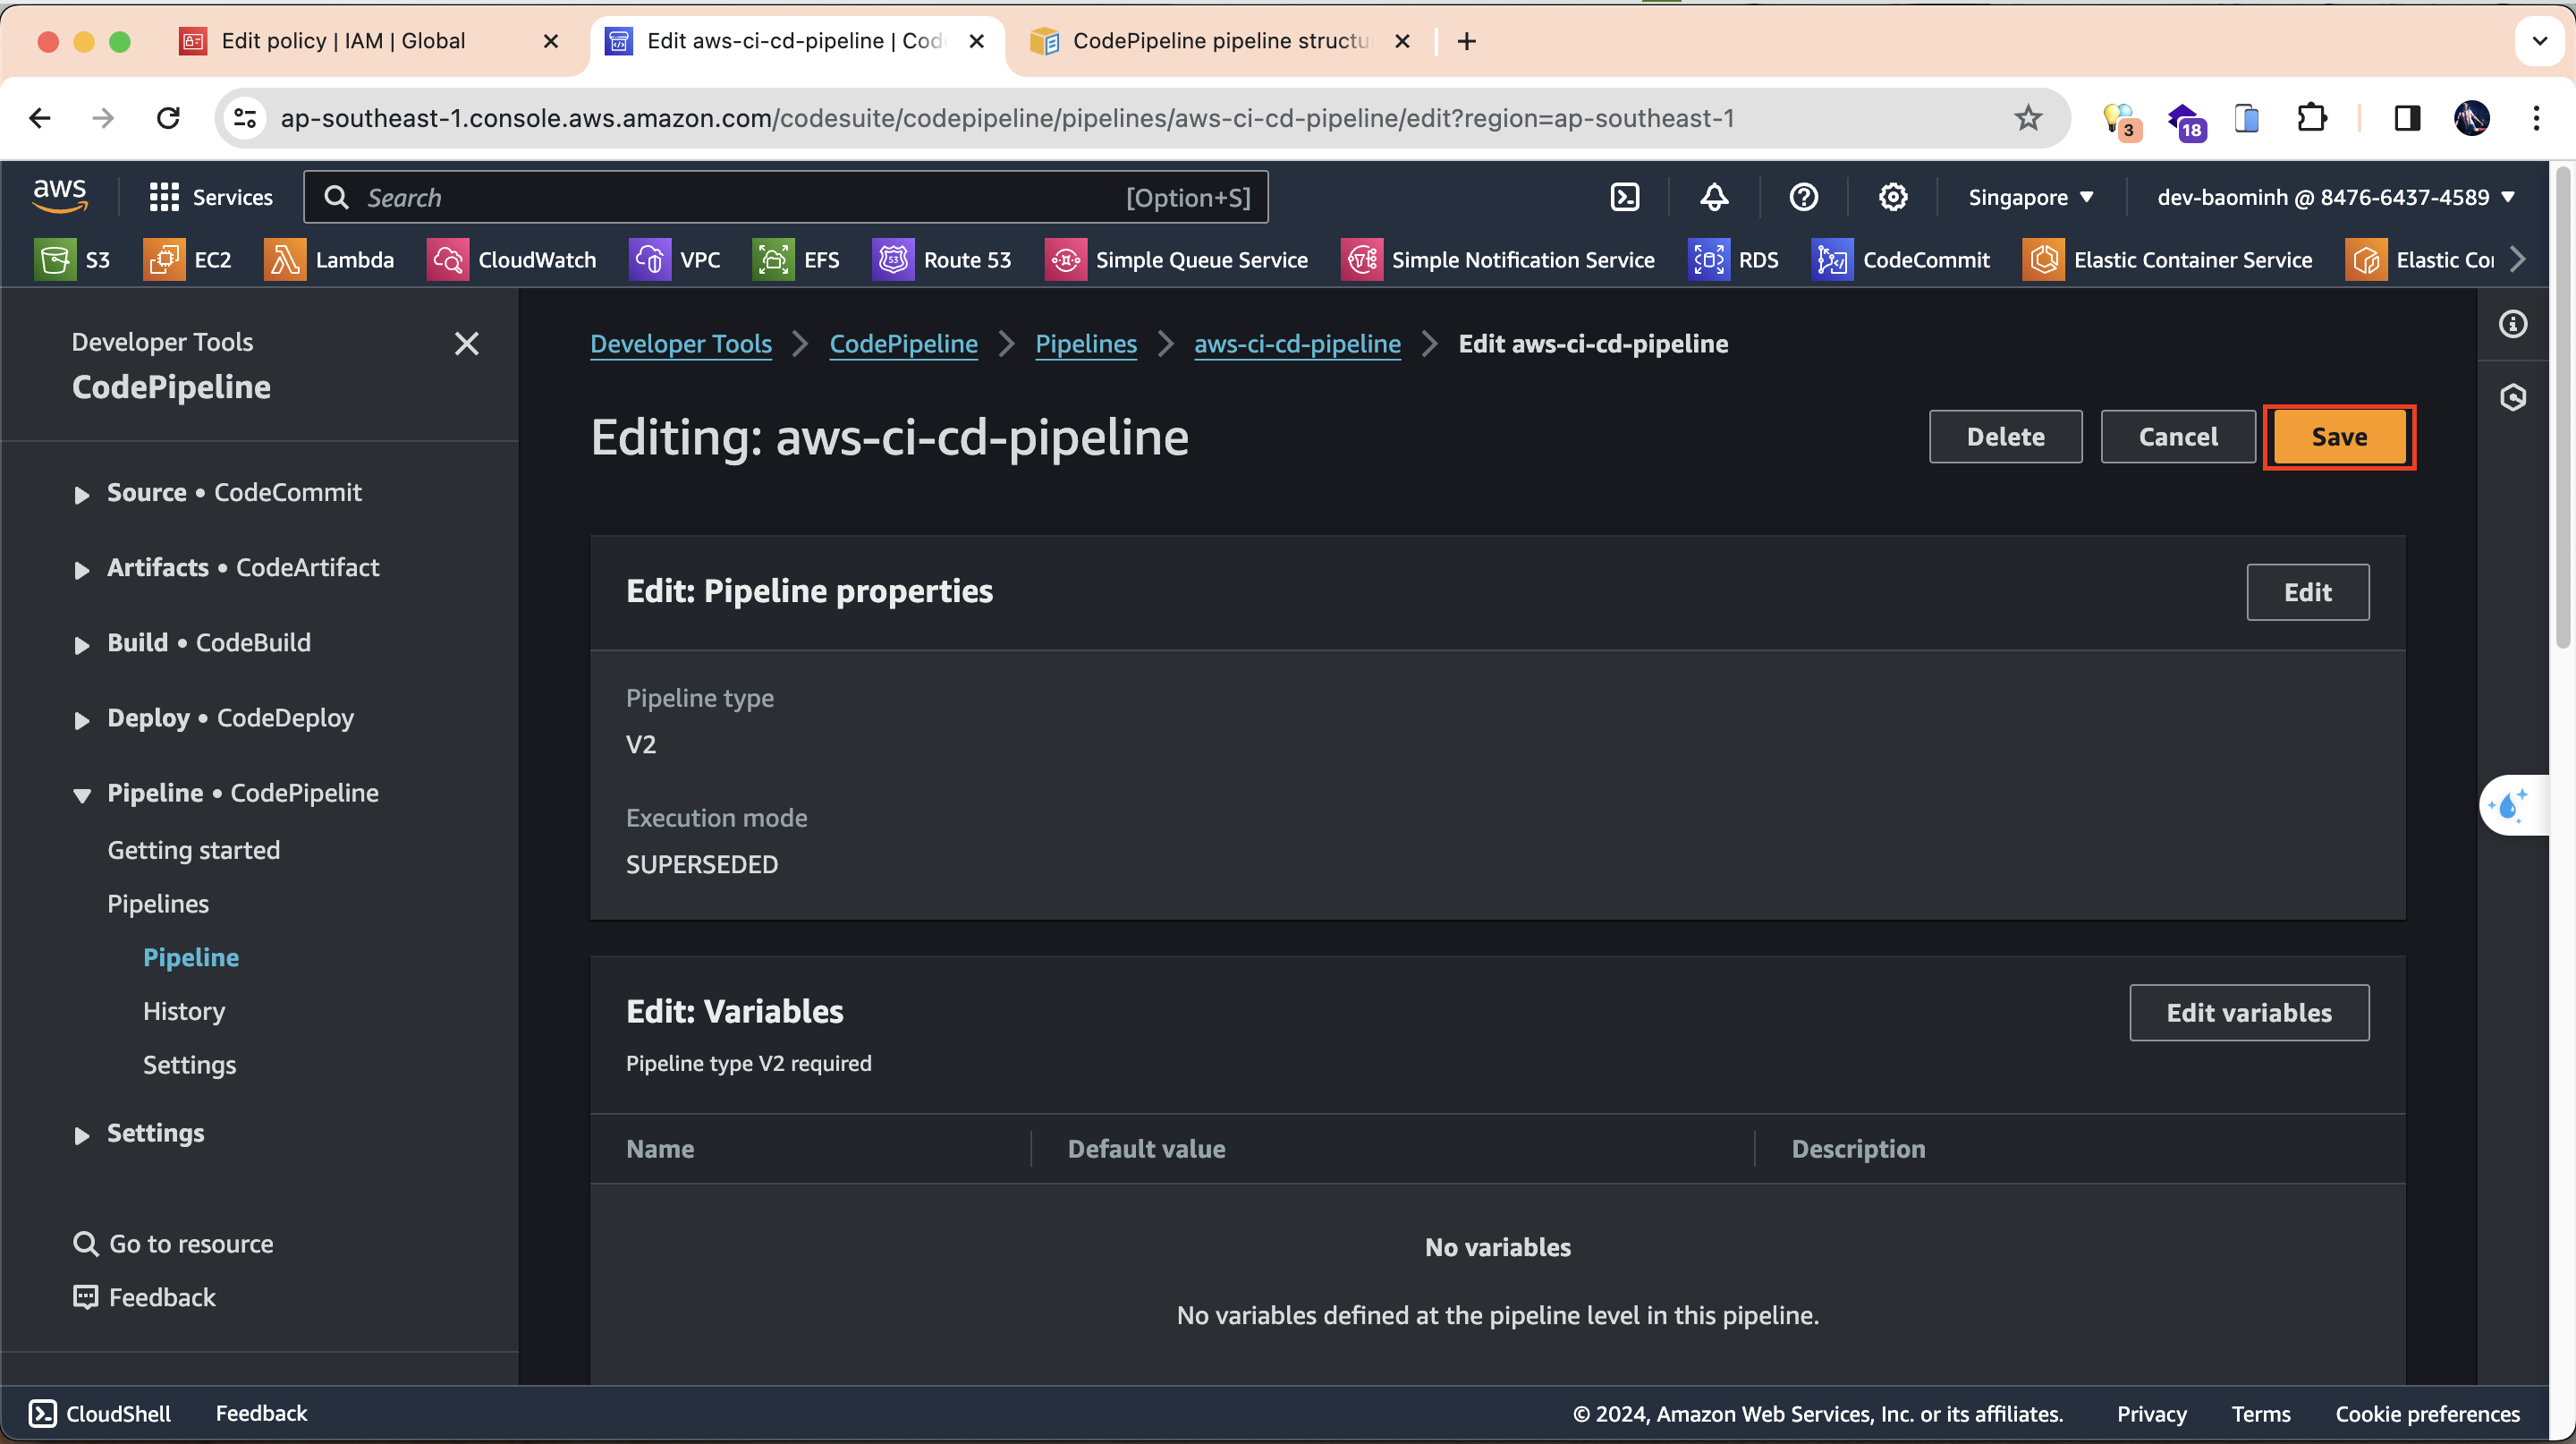 Edit policy | IAM | Global
Edit aws-ci-cd-pipeline | Cod
CodePipeline pipeline structu
ap-southeast-1.console.aws.amazon.com/codesuite/codepipeline/pipelines/aws-ci-cd-pipeline/edit?region=ap-southeast-1
3
18
aws
Services
Search
[Option+S]
Singapore
dev-baominh @ 8476-6437-4589
S3
EC2
Lambda
CloudWatch
VPC
EFS
Route 53
Simple Queue Service
Simple Notification Service
RDS
CodeCommit
Elastic Container Service
Elastic Co
Developer Tools
CodePipeline
Source • CodeCommit
Artifacts • CodeArtifact
Build • CodeBuild
Deploy • CodeDeploy
Pipeline • CodePipeline
Getting started
Pipelines
Pipeline
History
Settings
Settings
Go to resource
Feedback
Developer Tools
CodePipeline
Pipelines
aws-ci-cd-pipeline
Edit aws-ci-cd-pipeline
Editing: aws-ci-cd-pipeline
Delete
Cancel
Save
Edit: Pipeline properties
Edit
Pipeline type
V2
Execution mode
SUPERSEDED
Edit: Variables
Edit variables
Pipeline type V2 required
Name
Default value
Description
No variables
No variables defined at the pipeline level in this pipeline.
CloudShell
Feedback
© 2024, Amazon Web Services, Inc. or its affiliates.
Privacy
Terms
Cookie preferences